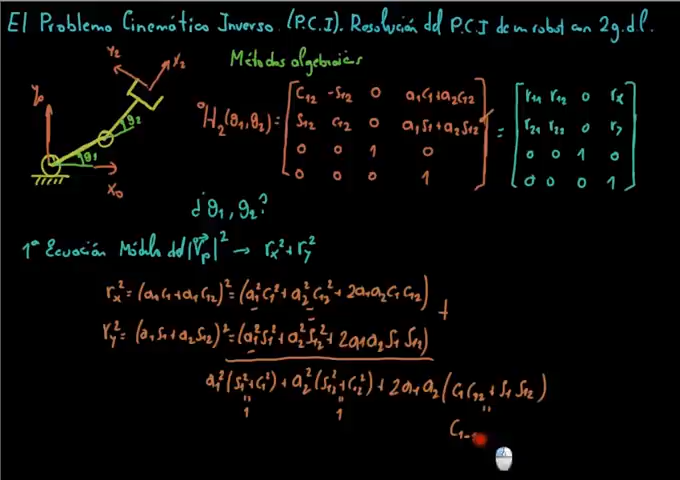 El Problema Cinemático Inverso. (P.C.I). Resolución del P.C.I de un robot con 2 g.d.l.
Métodos algebraicos
Y2 X2
Y0
θ2
θ1
X0
⁰H₂(θ1,θ2)= [ C12 -S12 0 a1C1+a2C12 ] = [ r11 r12 0 rx ]
[ S12 C12 0 a1S1+a2S12 ] [ r21 r22 0 ry ]
[ 0 0 1 0 ] [ 0 0 1 0 ]
[ 0 0 0 1 ] [ 0 0 0 1 ]
¿θ1,θ2?
1ª Ecuación Módulo del |r⃗p|² → rx²+ry²
rx²=(a1C1+a1C12)²=(a1²C1²+a2²C12²+2a1a2C1C12)
+
ry²=(a1S1+a2S12)²=(a1²S1²+a2²S12²+2a1a2S1S12)
a1²(S1²+C1²)+a2²(S12²+C12²)+2a1a2(C1C12+S1S12)
" " "
1 1 C1-